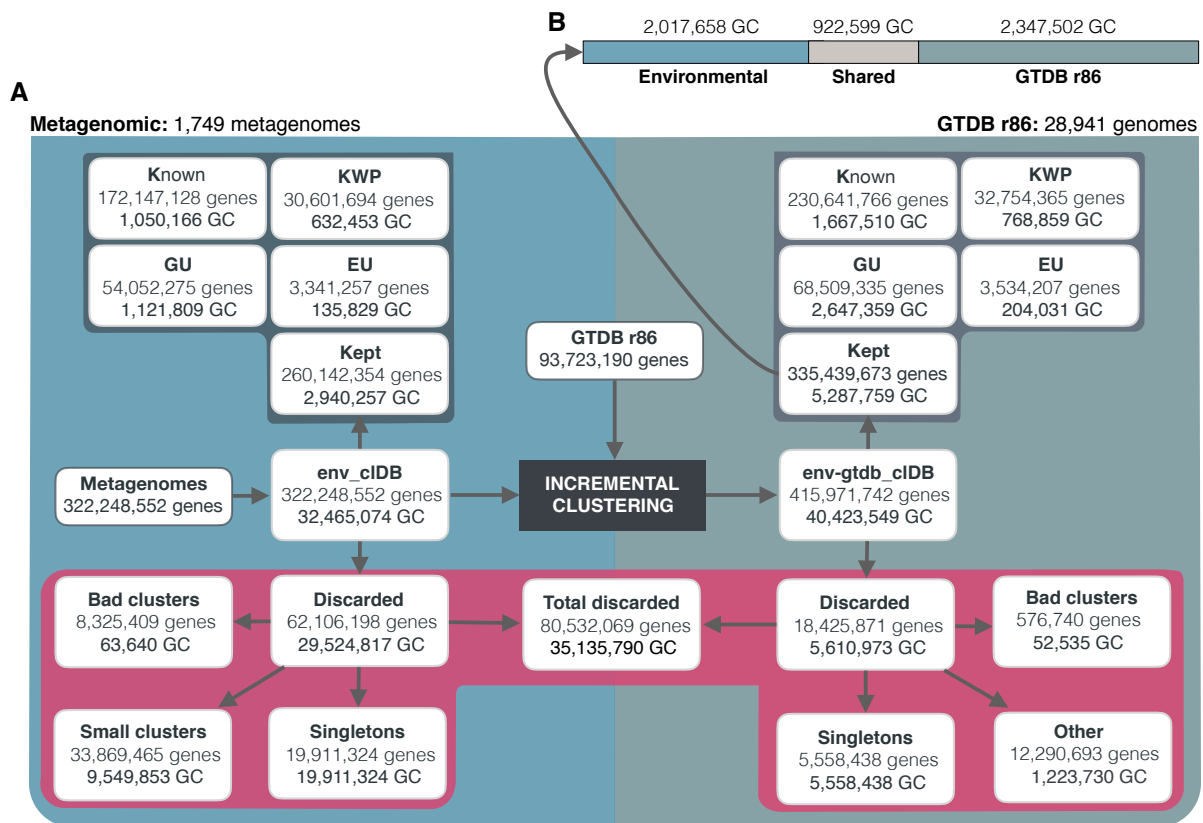 B
2,017,658 GC
922,599 GC
2,347,502 GC
Environmental
Shared
GTDB r86
A
Metagenomic: 1,749 metagenomes
GTDB r86: 28,941 genomes
Known
172,147,128 genes
1,050,166 GC
KWP
30,601,694 genes
632,453 GC
GU
54,052,275 genes
1,121,809 GC
EU
3,341,257 genes
135,829 GC
Kept
260,142,354 genes
2,940,257 GC
Known
230,641,766 genes
1,667,510 GC
KWP
32,754,365 genes
768,859 GC
GU
68,509,335 genes
2,647,359 GC
EU
3,534,207 genes
204,031 GC
Kept
335,439,673 genes
5,287,759 GC
GTDB r86
93,723,190 genes
Metagenomes
322,248,552 genes
env_clDB
322,248,552 genes
32,465,074 GC
INCREMENTAL
CLUSTERING
env-gtdb_clDB
415,971,742 genes
40,423,549 GC
Bad clusters
8,325,409 genes
63,640 GC
Discarded
62,106,198 genes
29,524,817 GC
Total discarded
80,532,069 genes
35,135,790 GC
Discarded
18,425,871 genes
5,610,973 GC
Bad clusters
576,740 genes
52,535 GC
Small clusters
33,869,465 genes
9,549,853 GC
Singletons
19,911,324 genes
19,911,324 GC
Singletons
5,558,438 genes
5,558,438 GC
Other
12,290,693 genes
1,223,730 GC